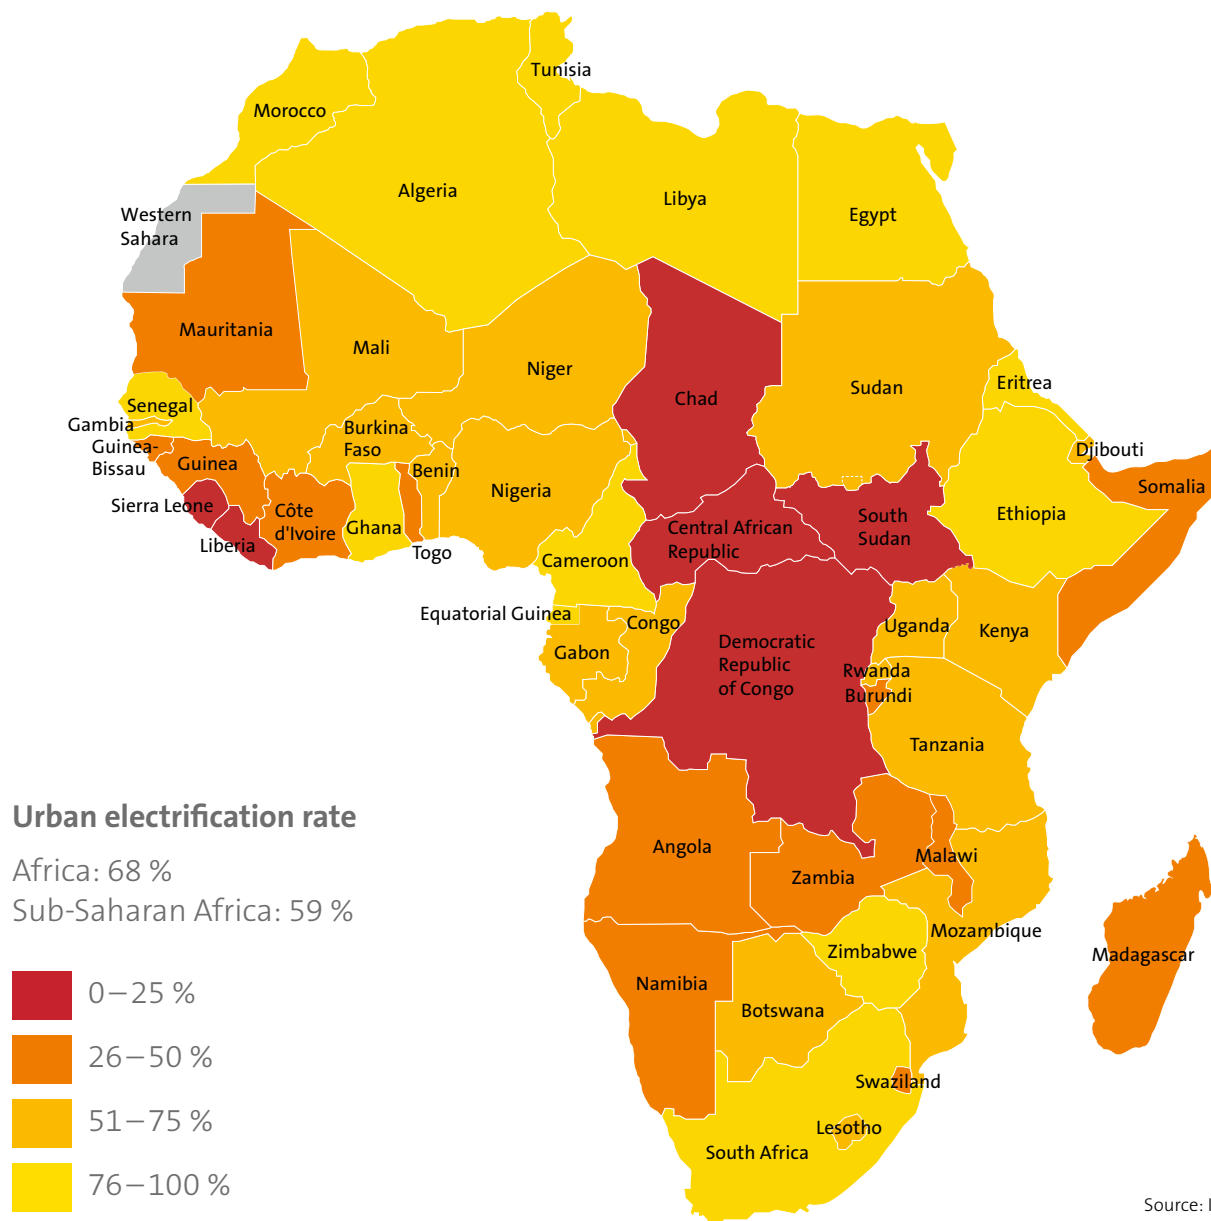 Tunisia
Morocco
Algeria
Libya
Egypt
Western
Sahara
Mauritania
Mali
Niger
Chad
Sudan
Eritrea
Senegal
Gambia
Burkina
Faso
Guinea-
Bissau
Guinea
Benin
Djibouti
Somalia
Nigeria
Sierra Leone
Côte
d'Ivoire
Ghana
Togo
Liberia
Central African
Republic
South
Sudan
Ethiopia
Cameroon
Equatorial Guinea
Congo
Gabon
Democratic
Republic
of Congo
Uganda
Kenya
Rwanda
Burundi
Tanzania
Angola
Zambia
Malawi
Mozambique
Zimbabwe
Madagascar
Namibia
Botswana
Swaziland
Lesotho
South Africa
Urban electrification rate
Africa: 68 %
Sub-Saharan Africa: 59 %
0–25 %
26–50 %
51–75 %
76–100 %
Source: I